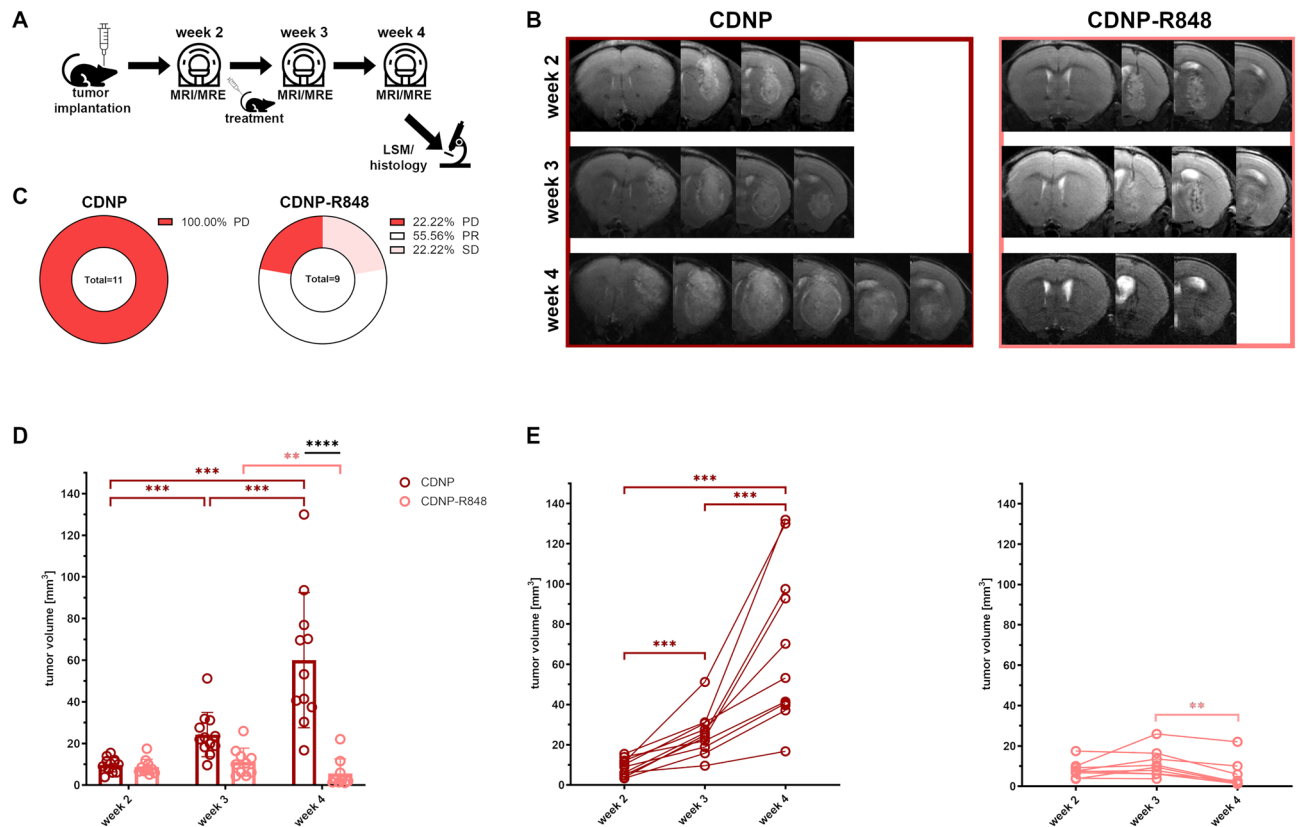 A
week 2
week 3
week 4
tumor
implantation
MRI/MRE
MRI/MRE
MRI/MRE
treatment
LSM/
histology
B
CDNP
CDNP-R848
week 2
week 3
week 4
C
CDNP
100.00% PD
Total=11
CDNP-R848
22.22% PD
55.56% PR
22.22% SD
Total=9
D
****
**
***
***
***
CDNP
CDNP-R848
tumor volume [mm³]
140
120
100
80
60
40
20
0
week 2
week 3
week 4
E
***
***
***
tumor volume [mm³]
140
120
100
80
60
40
20
0
week 2
week 3
week 4
**
tumor volume [mm³]
140
120
100
80
60
40
20
0
week 2
week 3
week 4